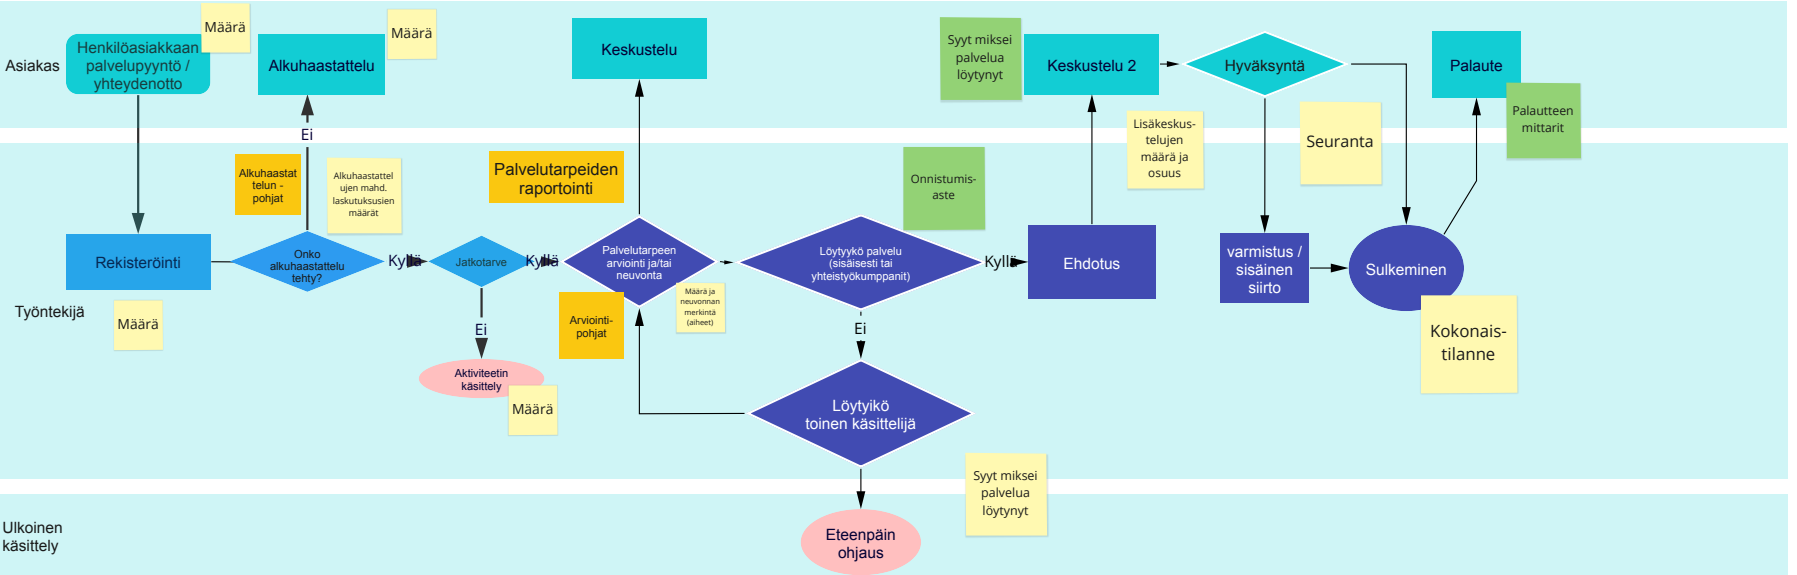 Asiakas
Henkilöasiakkaan
palvelupyyntö /
yhteydenotto
Määrä
Alkuhaastattelu
Määrä
Keskustelu
Syyt miksei
palvelua
löytynyt
Keskustelu 2
Hyväksyntä
Palaute
Palautteen
mittarit
Ei
Lisäkeskus-
telujen
määrä ja
osuus
Seuranta
Työntekijä
Alkuhaastat
telun -
pohjat
Alkuhaastattel
ujen mahd.
laskutuksusien
määrät
Palvelutarpeiden
raportointi
Onnistumis-
aste
Rekisteröinti
Määrä
Onko
alkuhaastattelu
tehty?
Kyllä
Jatkotarve
Kyllä
Palvelutarpeen
arviointi ja/tai
neuvonta
Määrä ja
neuvonnan
merkintä
(aiheet)
Arviointi-
pohjat
Löytyykö palvelu
(sisäisesti tai
yhteistyökumppanit)
Kyllä
Ehdotus
varmistus /
sisäinen
siirto
Sulkeminen
Kokonais-
tilanne
Ei
Aktiviteetin
käsittely
Määrä
Ei
Löytyikö
toinen käsittelijä
Syyt miksei
palvelua
löytynyt
Ulkoinen
käsittely
Eteenpäin
ohjaus